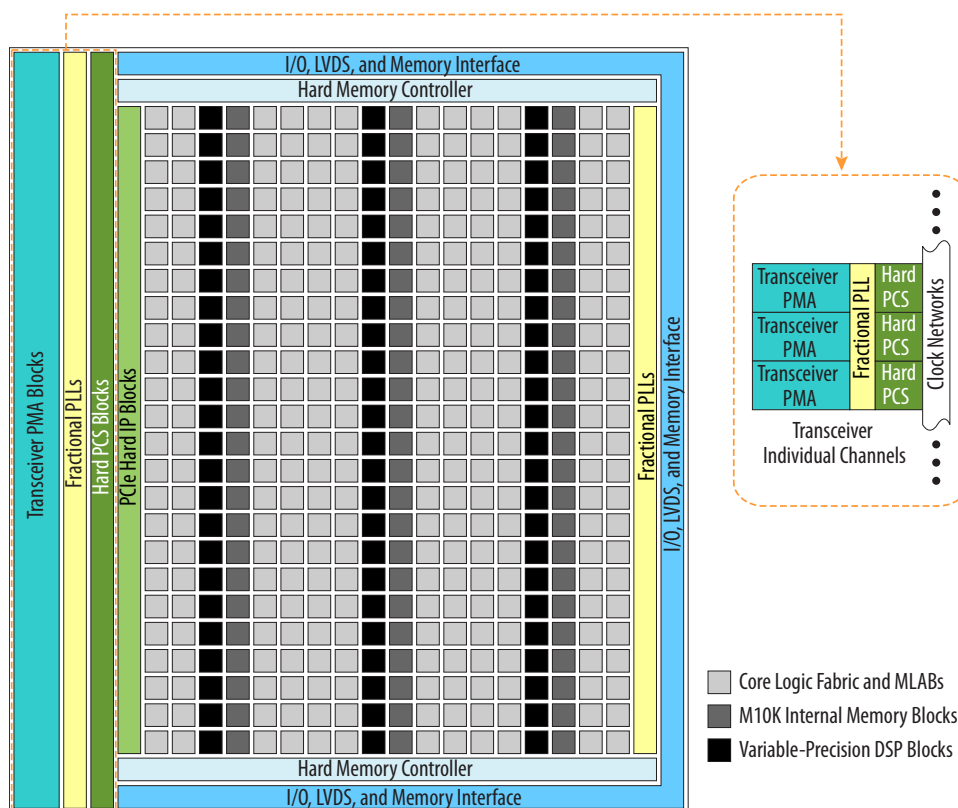 I/O, LVDS, and Memory Interface
Hard Memory Controller
Transceiver PMA Blocks
Fractional PLLs
Hard PCS Blocks
PCIe Hard IP Blocks
Fractional PLLs
I/O, LVDS, and Memory Interface
Hard Memory Controller
I/O, LVDS, and Memory Interface
Transceiver
PMA
Transceiver
PMA
Transceiver
PMA
Fractional PLL
Hard
PCS
Hard
PCS
Hard
PCS
Clock Networks
Transceiver
Individual Channels
Core Logic Fabric and MLABs
M10K Internal Memory Blocks
Variable-Precision DSP Blocks